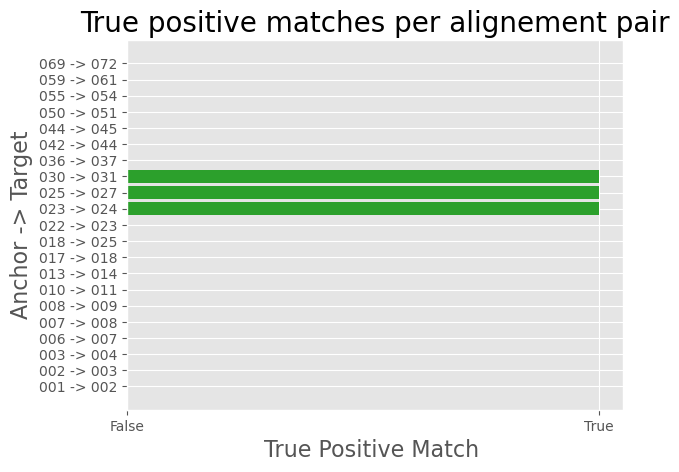 True positive matches per alignement pair
Anchor -> Target
069 -> 072
059 -> 061
055 -> 054
050 -> 051
044 -> 045
042 -> 044
036 -> 037
030 -> 031
025 -> 027
023 -> 024
022 -> 023
018 -> 025
017 -> 018
013 -> 014
010 -> 011
008 -> 009
007 -> 008
006 -> 007
003 -> 004
002 -> 003
001 -> 002
False True
True Positive Match